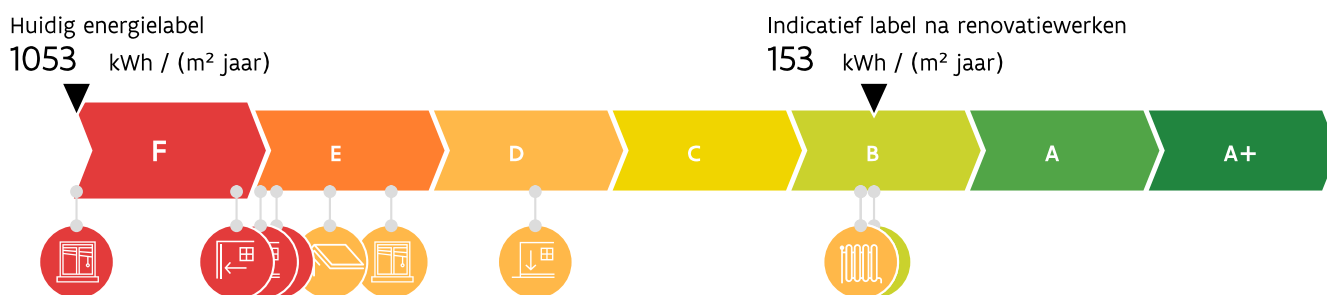 Huidig energielabel
1053 kWh / (m² jaar)
Indicatief label na renovatiewerken
153 kWh / (m² jaar)
F E D C B A A+